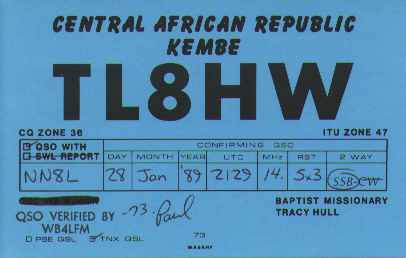 CENTRAL AFRICAN REPUBLIC
KEMBE
TL8HW
CQ ZONE 36
ITU ZONE 47
QSO WITH
SWL REPORT
CONFIRMING QSO
DAY MONTH YEAR UTC MHz RST 2 WAY
NN8L 28 Jan '89 2129 14. 5x3 SSB-CW
QSO VERIFIED BY -73- Paul
WB4LFM
BAPTIST MISSIONARY
TRACY HULL
PSE QSL TNX QSL
73